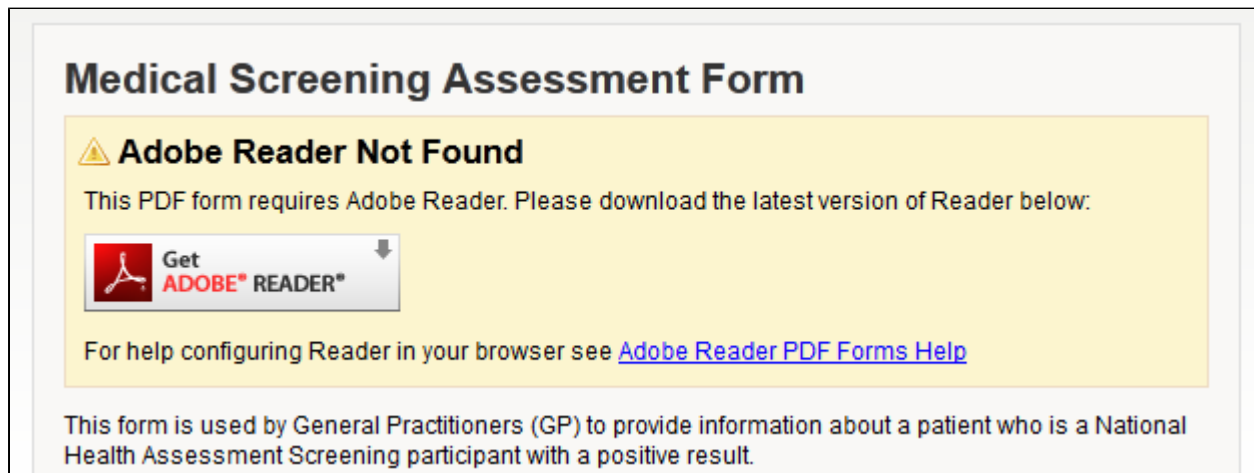 Medical Screening Assessment Form
Adobe Reader Not Found
This PDF form requires Adobe Reader. Please download the latest version of Reader below:
Get
ADOBE® READER®
For help configuring Reader in your browser see Adobe Reader PDF Forms Help
This form is used by General Practitioners (GP) to provide information about a patient who is a National
Health Assessment Screening participant with a positive result.